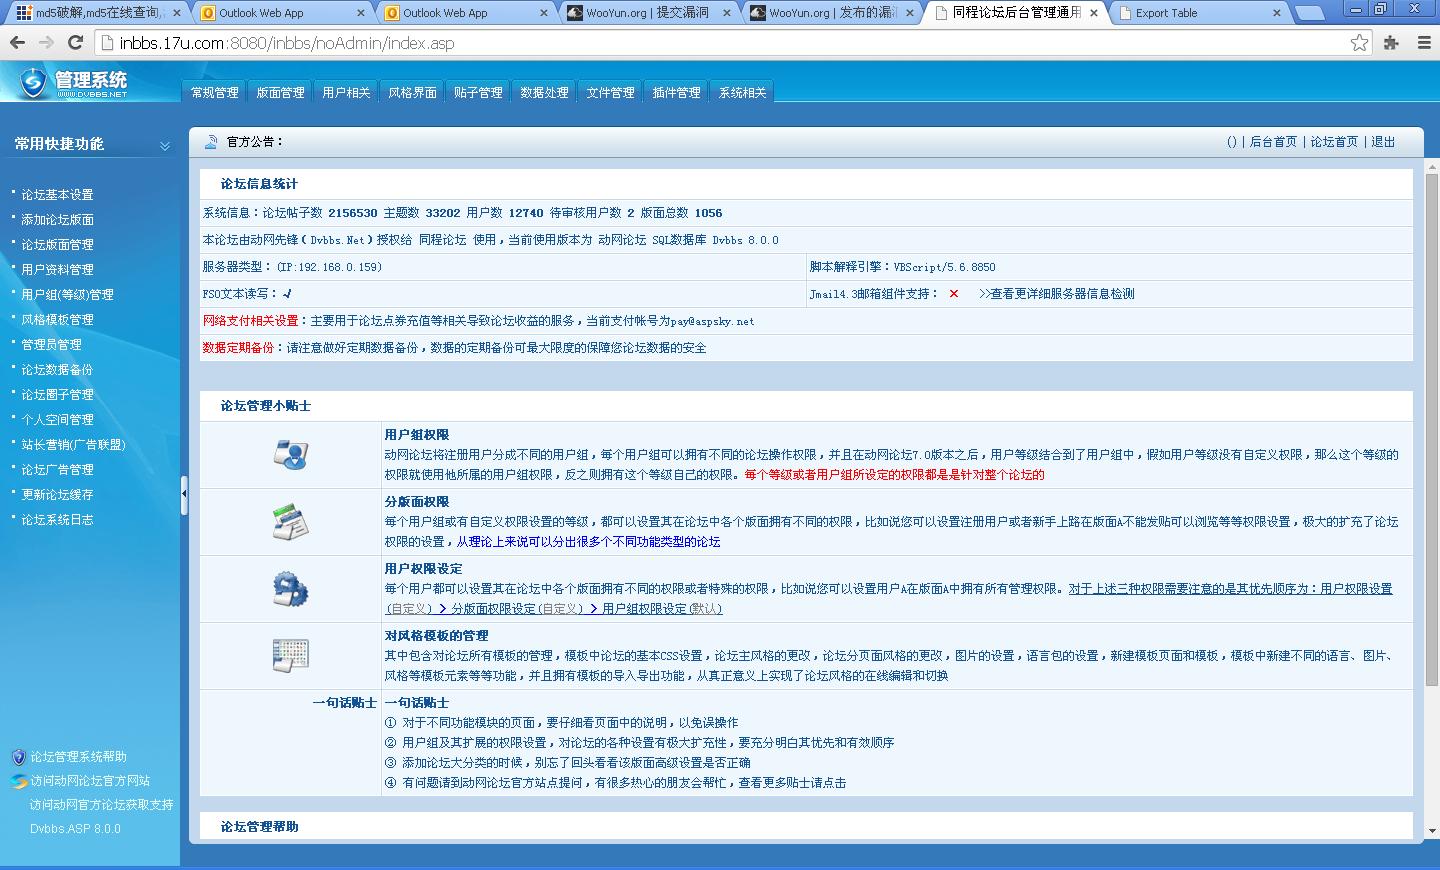 md5破解,md5在线查询,
Outlook Web App
Outlook Web App
WooYun.org | 提交漏洞
WooYun.org | 发布的漏
同程论坛后台管理通用
Export Table
inbbs.17u.com:8080/inbbs/noAdmin/index.asp
管理系统
WWW.DVBBS.NET
常规管理 版面管理 用户相关 风格界面 贴子管理 数据处理 文件管理 插件管理 系统相关
常用快捷功能
论坛基本设置
添加论坛版面
论坛版面管理
用户资料管理
用户组(等级)管理
风格模板管理
管理员管理
论坛数据备份
论坛圈子管理
个人空间管理
站长营销(广告联盟)
论坛广告管理
更新论坛缓存
论坛系统日志
论坛管理系统帮助
访问动网论坛官方网站
访问动网官方论坛获取支持
Dvbbs.ASP 8.0.0
官方公告：
() | 后台首页 | 论坛首页 | 退出
论坛信息统计
系统信息：论坛帖子数 2156530 主题数 33202 用户数 12740 待审核用户数 2 版面总数 1056
本论坛由动网先锋（Dvbbs.Net）授权给 同程论坛 使用，当前使用版本为 动网论坛 SQL数据库 Dvbbs 8.0.0
服务器类型：(IP:192.168.0.159)
脚本解释引擎：VBScript/5.6.8850
FSO文本读写：√
Jmail4.3邮箱组件支持： × >>查看更详细服务器信息检测
网络支付相关设置：主要用于论坛点券充值等相关导致论坛收益的服务，当前支付帐号为pay@aspsky.net
数据定期备份：请注意做好定期数据备份，数据的定期备份可最大限度的保障您论坛数据的安全
论坛管理小贴士
用户组权限
动网论坛将注册用户分成不同的用户组，每个用户组可以拥有不同的论坛操作权限，并且在动网论坛7.0版本之后，用户等级结合到了用户组中，假如用户等级没有自定义权限，那么这个等级的
权限就使用他所属的用户组权限，反之则拥有这个等级自己的权限。每个等级或者用户组所设定的权限都是是针对整个论坛的
分版面权限
每个用户组或有自定义权限设置的等级，都可以设置其在论坛中各个版面拥有不同的权限，比如说您可以设置注册用户或者新手上路在版面A不能发贴可以浏览等等权限设置，极大的扩充了论坛
权限的设置，从理论上来说可以分出很多个不同功能类型的论坛
用户权限设定
每个用户都可以设置其在论坛中各个版面拥有不同的权限或者特殊的权限，比如说您可以设置用户A在版面A中拥有所有管理权限。对于上述三种权限需要注意的是其优先顺序为：用户权限设置
(自定义) > 分版面权限设定(自定义) > 用户组权限设定(默认)
对风格模板的管理
其中包含对论坛所有模板的管理，模板中论坛的基本CSS设置，论坛主风格的更改，论坛分页面风格的更改，图片的设置，语言包的设置，新建模板页面和模板，模板中新建不同的语言、图片、
风格等模板元素等等功能，并且拥有模板的导入导出功能，从真正意义上实现了论坛风格的在线编辑和切换
一句话贴士 一句话贴士
① 对于不同功能模块的页面，要仔细看页面中的说明，以免误操作
② 用户组及其扩展的权限设置，对论坛的各种设置有极大扩充性，要充分明白其优先和有效顺序
③ 添加论坛大分类的时候，别忘了回头看看该版面高级设置是否正确
④ 有问题请到动网论坛官方站点提问，有很多热心的朋友会帮忙，查看更多贴士请点击
论坛管理帮助